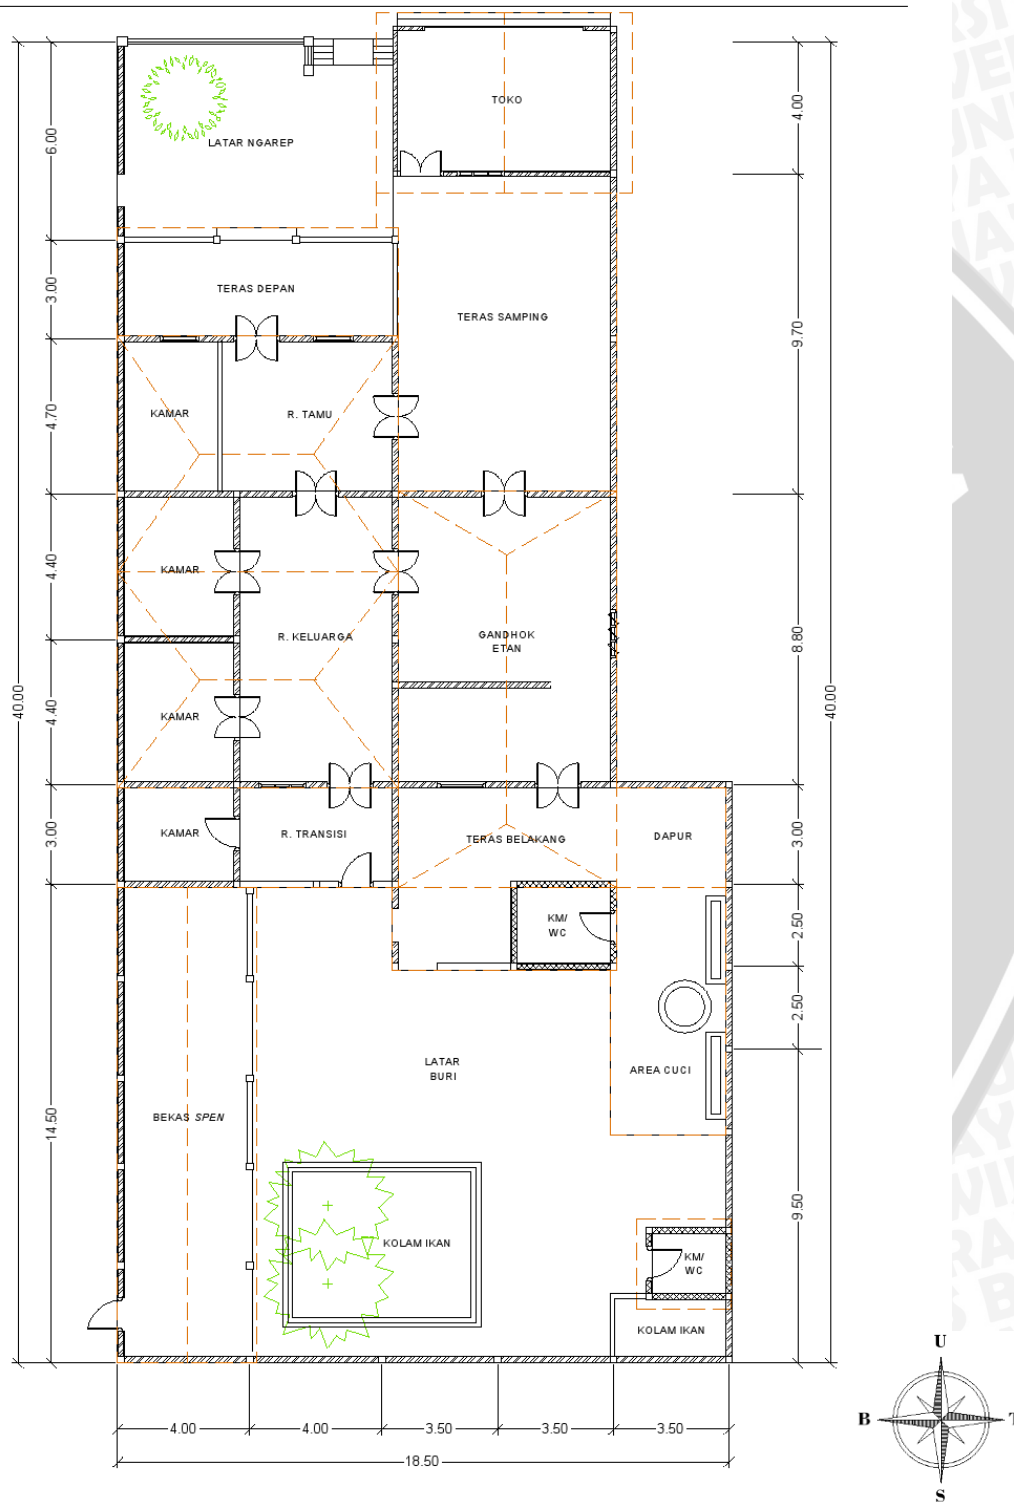 TOKO
LATAR NGAREP
6.00
4.00
TERAS DEPAN
3.00
TERAS SAMPING
9.70
KAMAR
R. TAMU
4.70
KAMAR
4.40
R. KELUARGA
GANDHOK
ETAN
8.80
40.00
KAMAR
4.40
40.00
KAMAR
R. TRANSISI
TERAS BELAKANG
DAPUR
3.00
3.00
KM/
WC
2.50
2.50
LATAR
BURI
AREA CUCI
BEKAS SPEN
14.50
9.50
KOLAM IKAN
KM/
WC
KOLAM IKAN
4.00
4.00
3.50
3.50
3.50
18.50
U
B
T
S